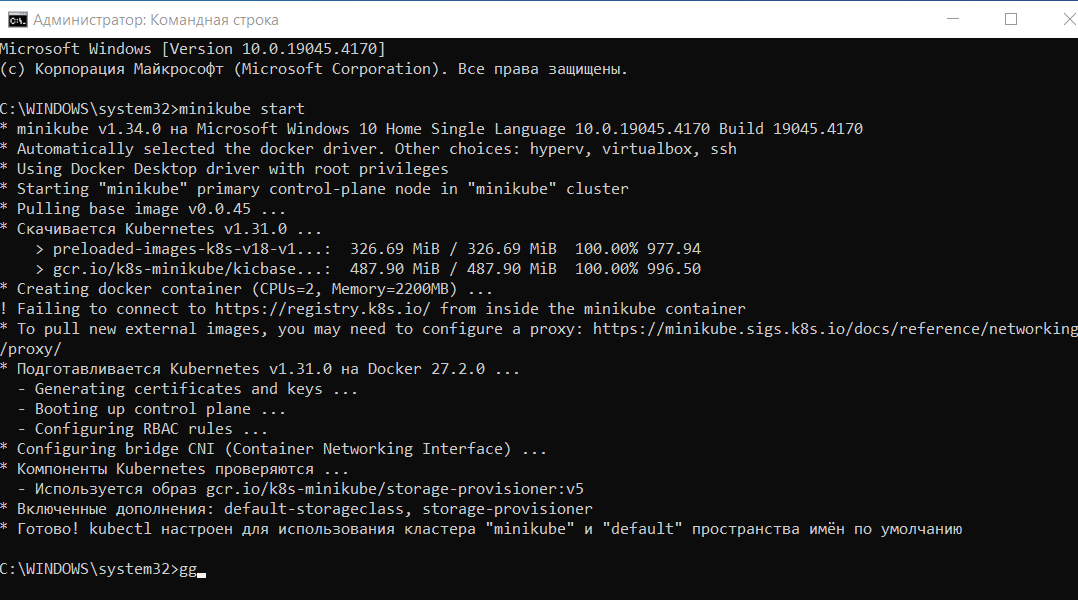 Администратор: Командная строка
Microsoft Windows [Version 10.0.19045.4170]
(c) Корпорация Майкрософт (Microsoft Corporation). Все права защищены.
C:\WINDOWS\system32>minikube start
* minikube v1.34.0 на Microsoft Windows 10 Home Single Language 10.0.19045.4170 Build 19045.4170
* Automatically selected the docker driver. Other choices: hyperv, virtualbox, ssh
* Using Docker Desktop driver with root privileges
* Starting "minikube" primary control-plane node in "minikube" cluster
* Pulling base image v0.0.45 ...
* Скачивается Kubernetes v1.31.0 ...
    > preloaded-images-k8s-v18-v1...:  326.69 MiB / 326.69 MiB  100.00% 977.94
    > gcr.io/k8s-minikube/kicbase...:  487.90 MiB / 487.90 MiB  100.00% 996.50
* Creating docker container (CPUs=2, Memory=2200MB) ...
! Failing to connect to https://registry.k8s.io/ from inside the minikube container
* To pull new external images, you may need to configure a proxy: https://minikube.sigs.k8s.io/docs/reference/networking
/proxy/
* Подготавливается Kubernetes v1.31.0 на Docker 27.2.0 ...
  - Generating certificates and keys ...
  - Booting up control plane ...
  - Configuring RBAC rules ...
* Configuring bridge CNI (Container Networking Interface) ...
* Компоненты Kubernetes проверяются ...
  - Используется образ gcr.io/k8s-minikube/storage-provisioner:v5
* Включенные дополнения: default-storageclass, storage-provisioner
* Готово! kubectl настроен для использования кластера "minikube" и "default" пространства имён по умолчанию
C:\WINDOWS\system32>gg